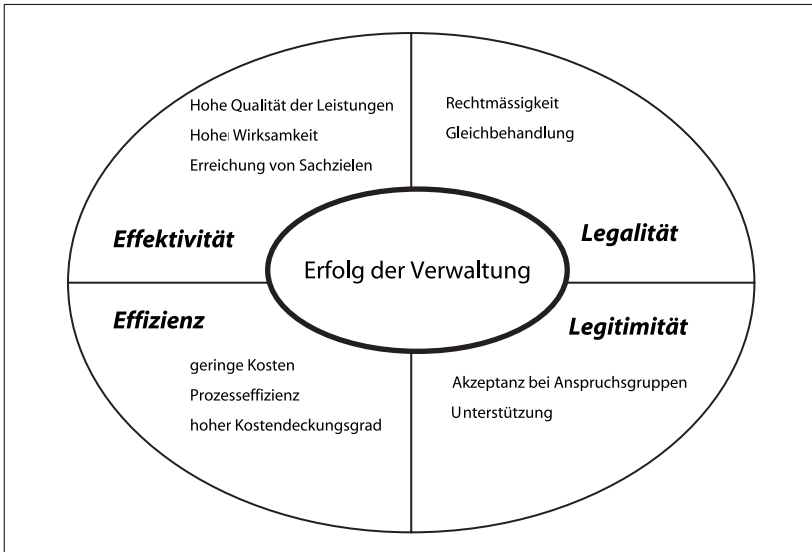 Hohe Qualität der Leistungen
Hohe Wirksamkeit
Erreichung von Sachzielen
Effektivität
Rechtmässigkeit
Gleichbehandlung
Legalität
Erfolg der Verwaltung
Effizienz
geringe Kosten
Prozesseffizienz
hoher Kostendeckungsgrad
Legitimität
Akzeptanz bei Anspruchsgruppen
Unterstützung